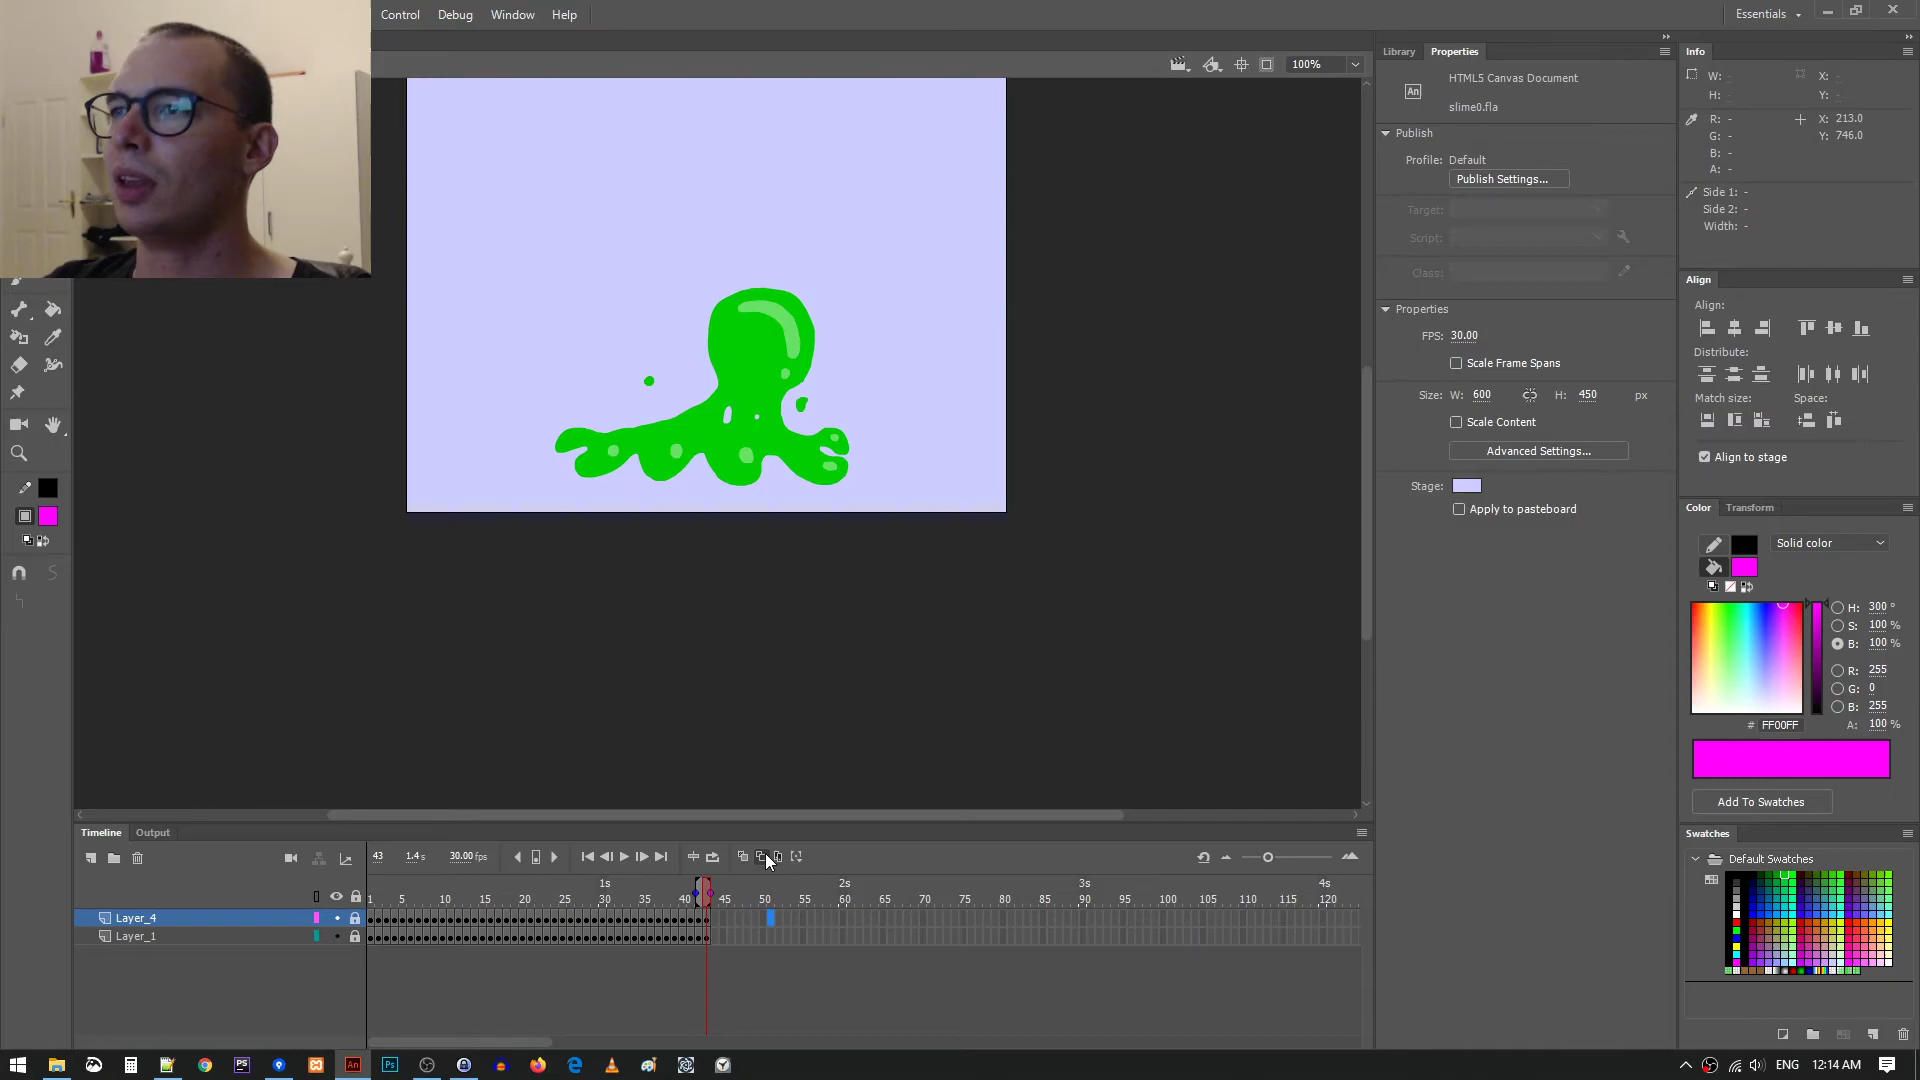 Control Debug Window Help
Essentials
100%
Library Properties
HTML5 Canvas Document
An
slime0.fla
Publish
Profile: Default
Publish Settings...
Target:
Script:
Class:
Properties
FPS: 30.00
Scale Frame Spans
Size: W: 600 H: 450 px
Scale Content
Advanced Settings...
Stage:
Apply to pasteboard
Info
W: - X: -
H: - Y: -
R: - X: 213.0
G: - Y: 746.0
B: -
A: -
Side 1: -
Side 2: -
Width: -
Align
Align:
Distribute:
Match size: Space:
Align to stage
Color Transform
Solid color
H: 300 °
S: 100 %
B: 100 %
R: 255
G: 0
B: 255
# FF00FF A: 100 %
Add To Swatches
Swatches
Default Swatches
Timeline Output
43 1.4 s 30.00 fps
1s 2s 3s 4s
1 5 10 15 20 25 30 35 40 45 50 55 60 65 70 75 80 85 90 95 100 105 110 115 120
Layer_4
Layer_1
PS An Ps ENG 12:14 AM